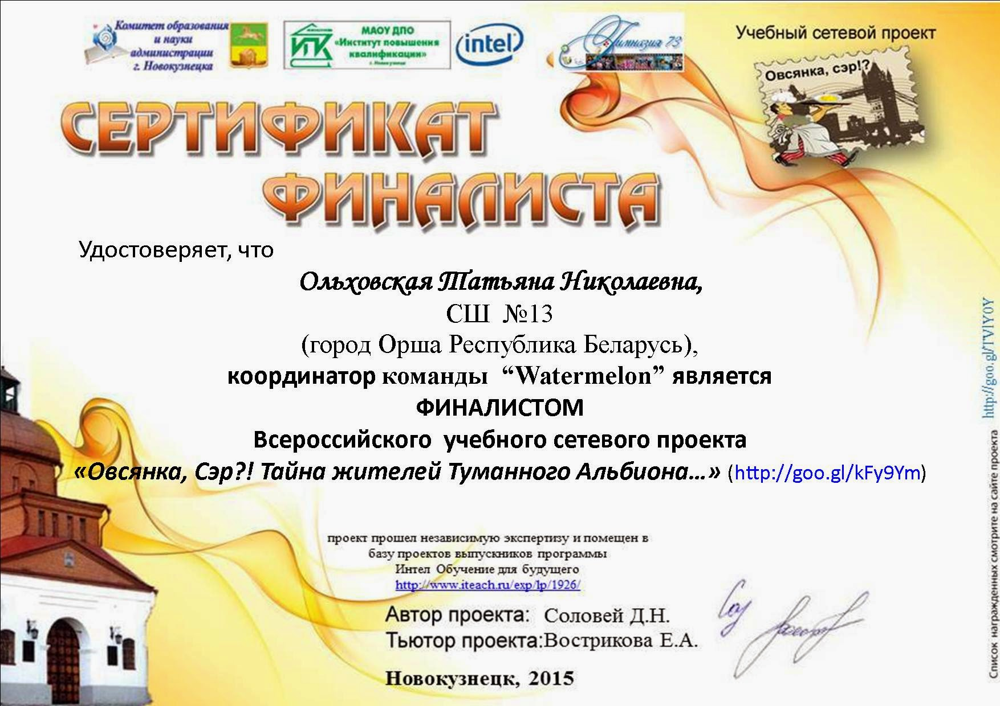 Комитет образования
и науки
администрации
г. Новокузнецка
ИПК
МАОУ ДПО
«Институт повышения
квалификации»
г. Новокузнецк
intel
Гимназия 73
Учебный сетевой проект
Овсянка, сэр!?
СЕРТИФИКАТ
ФИНАЛИСТА
Удостоверяет, что
Ольховская Татьяна Николаевна,
СШ №13
(город Орша Республика Беларусь),
координатор команды “Watermelon” является
ФИНАЛИСТОМ
Всероссийского учебного сетевого проекта
«Овсянка, Сэр?! Тайна жителей Туманного Альбиона...» (http://goo.gl/kFy9Ym)
проект прошел независимую экспертизу и помещен в
базу проектов выпускников программы
Интел Обучение для будущего
http://www.iteach.ru/exp/lp/1926/
Автор проекта: Соловей Д.Н.
Тьютор проекта:Вострикова Е.А.
Новокузнецк, 2015
Список награжденных смотрите на сайте проекта http://goo.gl/TVlY0Y